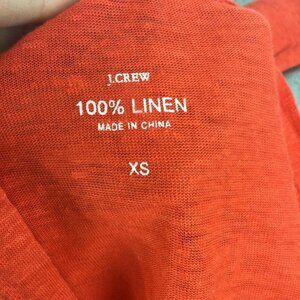 J.CREW
100% LINEN
MADE IN CHINA
XS